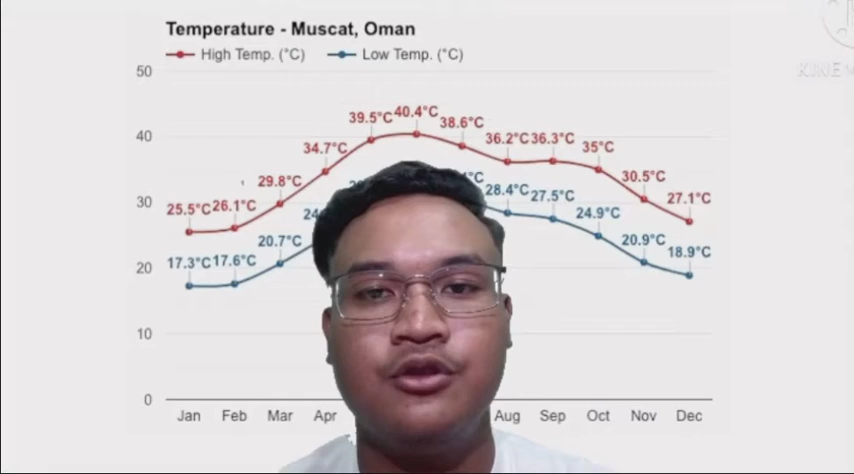 Temperature - Muscat, Oman
High Temp. (°C) Low Temp. (°C)
50
40.4°C
39.5°C 38.6°C
40
36.2°C 36.3°C
34.7°C 35°C
29.8°C 30.5°C
30
28.4°C 27.5°C
25.5°C 26.1°C 27.1°C
24.9°C
20.7°C 20.9°C
20
17.3°C 17.6°C 18.9°C
10
0
Jan Feb Mar Apr Aug Sep Oct Nov Dec